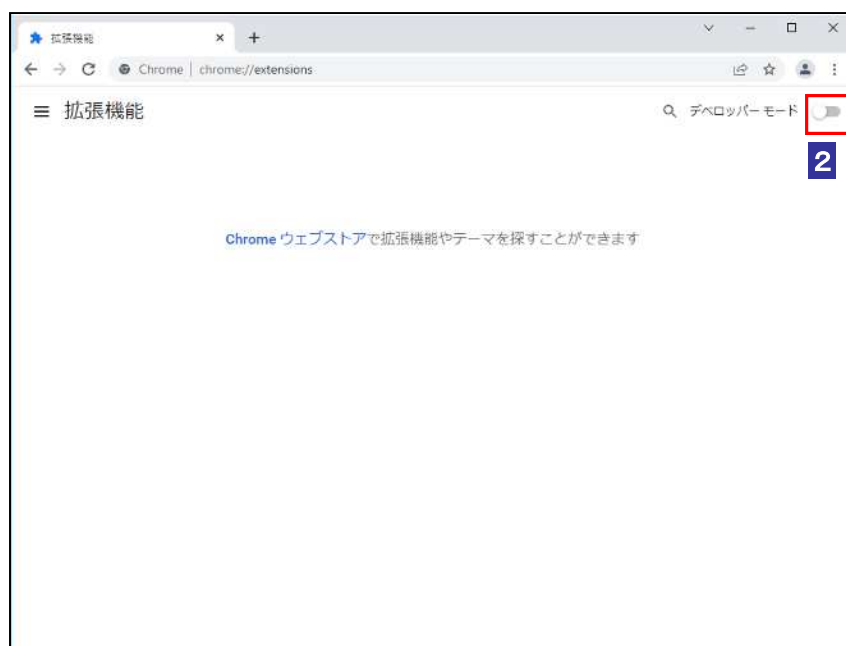 拡張機能
Chrome | chrome://extensions
拡張機能
デベロッパー モード
2
Chrome ウェブストアで拡張機能やテーマを探すことができます